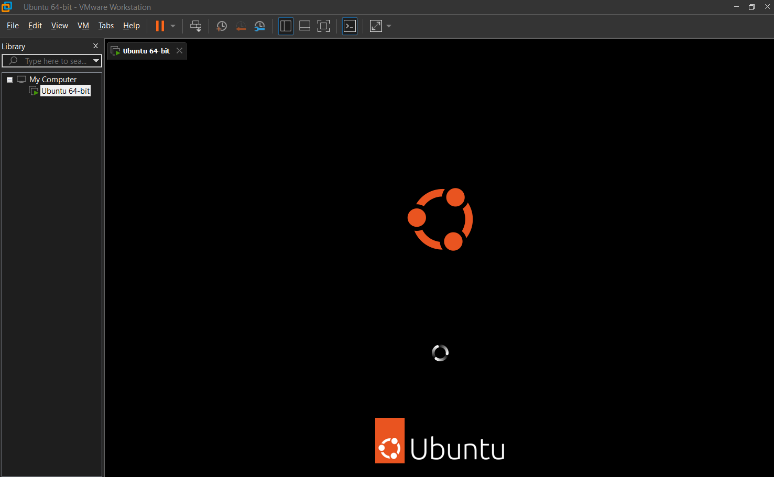 Ubuntu 64-bit - VMware Workstation
File Edit View VM Tabs Help
Library
Type here to sea...
My Computer
Ubuntu 64-bit
Ubuntu 64-bit
Ubuntu